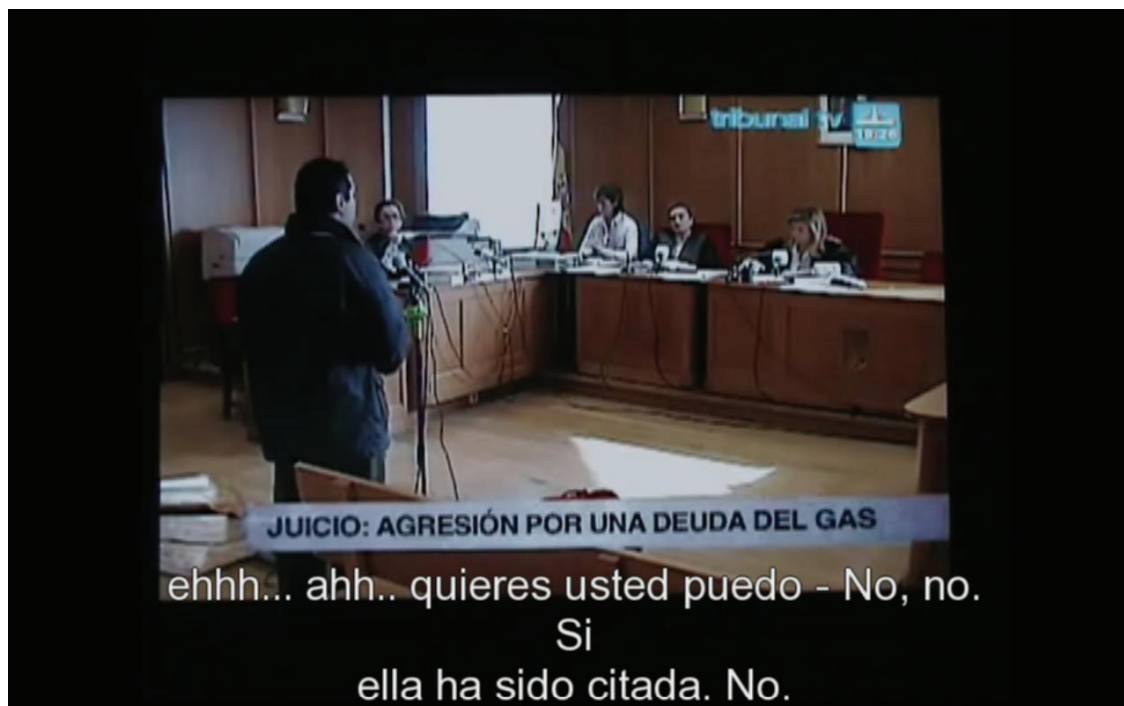 tribunal tv
19:26
JUICIO: AGRESIÓN POR UNA DEUDA DEL GAS
ehhh... ahh.. quieres usted puedo - No, no.
Si
ella ha sido citada. No.